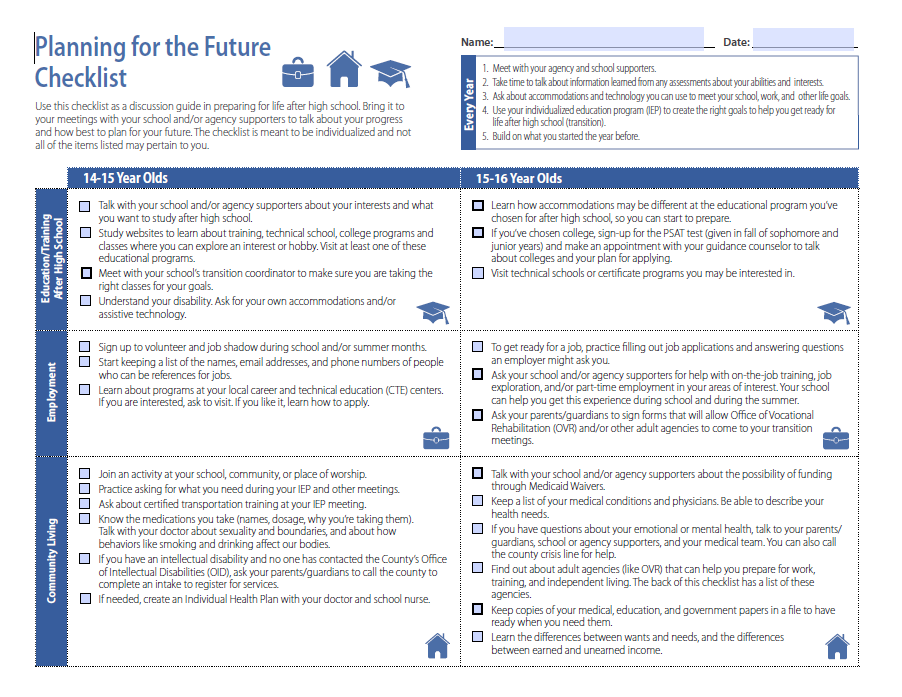 Planning for the Future
Checklist
Use this checklist as a discussion guide in preparing for life after high school. Bring it to
your meetings with your school and/or agency supporters to talk about your progress
and how best to plan for your future. The checklist is meant to be individualized and not
all of the items listed may pertain to you.
Name:
Date:
Every Year
1. Meet with your agency and school supporters.
2. Take time to talk about information learned from any assessments about your abilities and interests.
3. Ask about accommodations and technology you can use to meet your school, work, and other life goals.
4. Use your individualized education program (IEP) to create the right goals to help you get ready for
life after high school (transition).
5. Build on what you started the year before.
14-15 Year Olds
15-16 Year Olds
Education/Training
After High School
Talk with your school and/or agency supporters about your interests and what
you want to study after high school.
Study websites to learn about training, technical school, college programs and
classes where you can explore an interest or hobby. Visit at least one of these
educational programs.
Meet with your school's transition coordinator to make sure you are taking the
right classes for your goals.
Understand your disability. Ask for your own accommodations and/or
assistive technology.
Learn how accommodations may be different at the educational program you've
chosen for after high school, so you can start to prepare.
If you've chosen college, sign-up for the PSAT test (given in fall of sophomore and
junior years) and make an appointment with your guidance counselor to talk
about colleges and your plan for applying.
Visit technical schools or certificate programs you may be interested in.
Employment
Sign up to volunteer and job shadow during school and/or summer months.
Start keeping a list of the names, email addresses, and phone numbers of people
who can be references for jobs.
Learn about programs at your local career and technical education (CTE) centers.
If you are interested, ask to visit. If you like it, learn how to apply.
To get ready for a job, practice filling out job applications and answering questions
an employer might ask you.
Ask your school and/or agency supporters for help with on-the-job training, job
exploration, and/or part-time employment in your areas of interest. Your school
can help you get this experience during school and during the summer.
Ask your parents/guardians to sign forms that will allow Office of Vocational
Rehabilitation (OVR) and/or other adult agencies to come to your transition
meetings.
Community Living
Join an activity at your school, community, or place of worship.
Practice asking for what you need during your IEP and other meetings.
Ask about certified transportation training at your IEP meeting.
Know the medications you take (names, dosage, why you're taking them).
Talk with your doctor about sexuality and boundaries, and about how
behaviors like smoking and drinking affect our bodies.
If you have an intellectual disability and no one has contacted the County's Office
of Intellectual Disabilities (OID), ask your parents/guardians to call the county to
complete an intake to register for services.
If needed, create an Individual Health Plan with your doctor and school nurse.
Talk with your school and/or agency supporters about the possibility of funding
through Medicaid Waivers.
Keep a list of your medical conditions and physicians. Be able to describe your
health needs.
If you have questions about your emotional or mental health, talk to your parents/
guardians, school or agency supporters, and your medical team. You can also call
the county crisis line for help.
Find out about adult agencies (like OVR) that can help you prepare for work,
training, and independent living. The back of this checklist has a list of these
agencies.
Keep copies of your medical, education, and government papers in a file to have
ready when you need them.
Learn the differences between wants and needs, and the differences
between earned and unearned income.